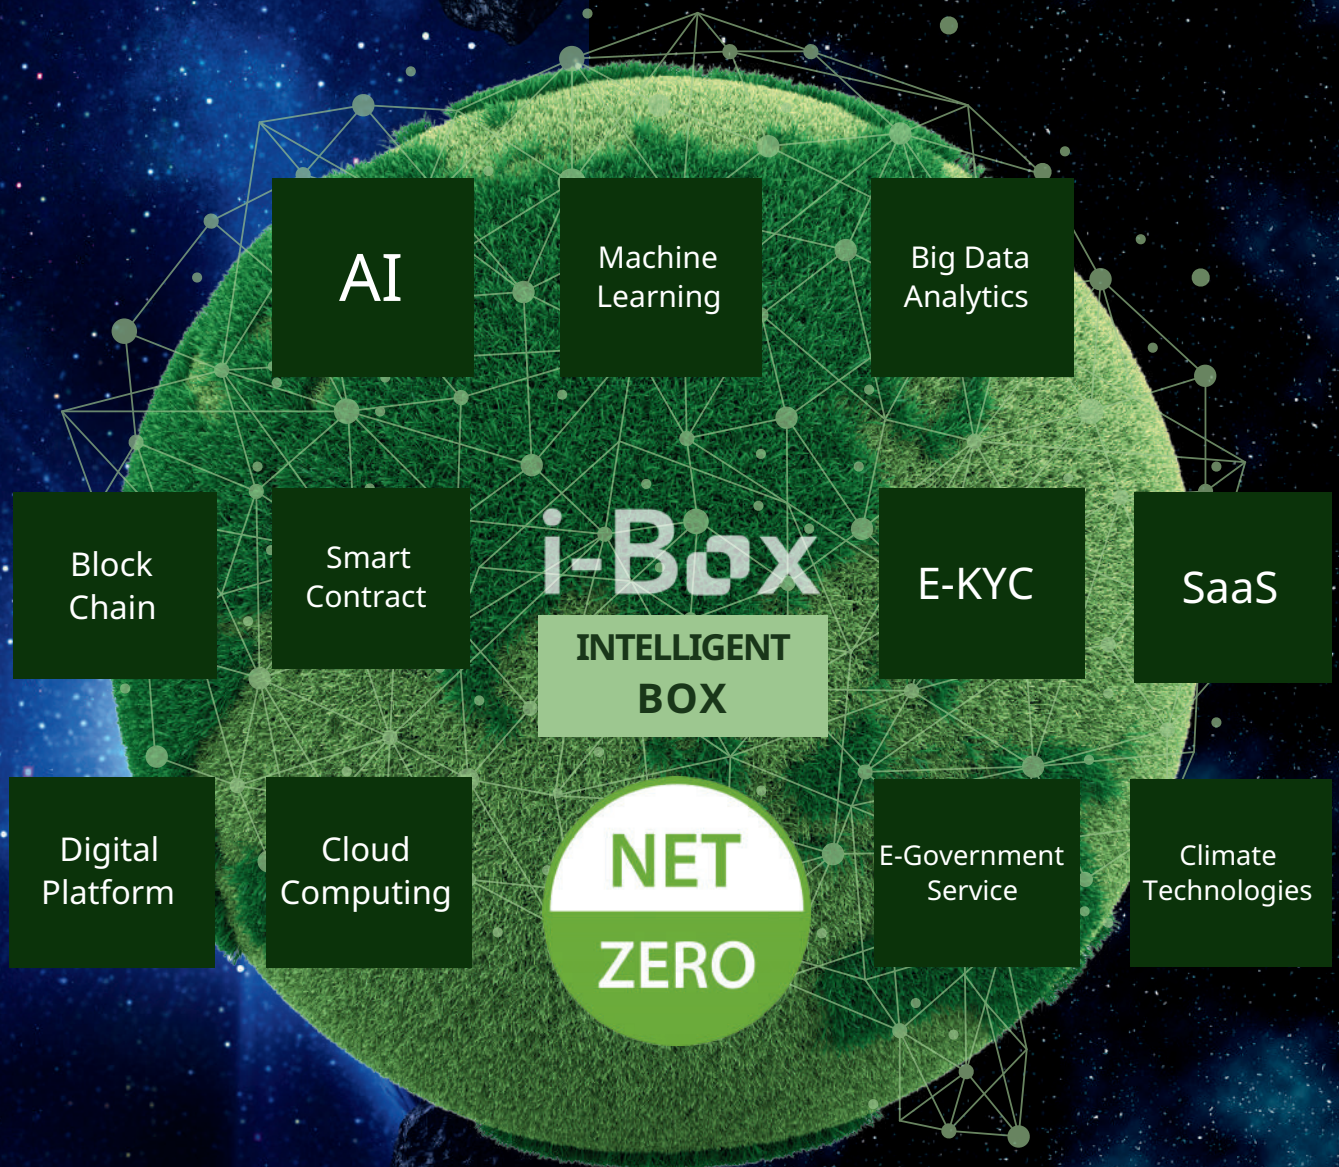 AI
Machine
Learning
Big Data
Analytics
Block
Chain
Smart
Contract
i-Box
INTELLIGENT
BOX
E-KYC
SaaS
Digital
Platform
Cloud
Computing
NET
ZERO
E-Government
Service
Climate
Technologies